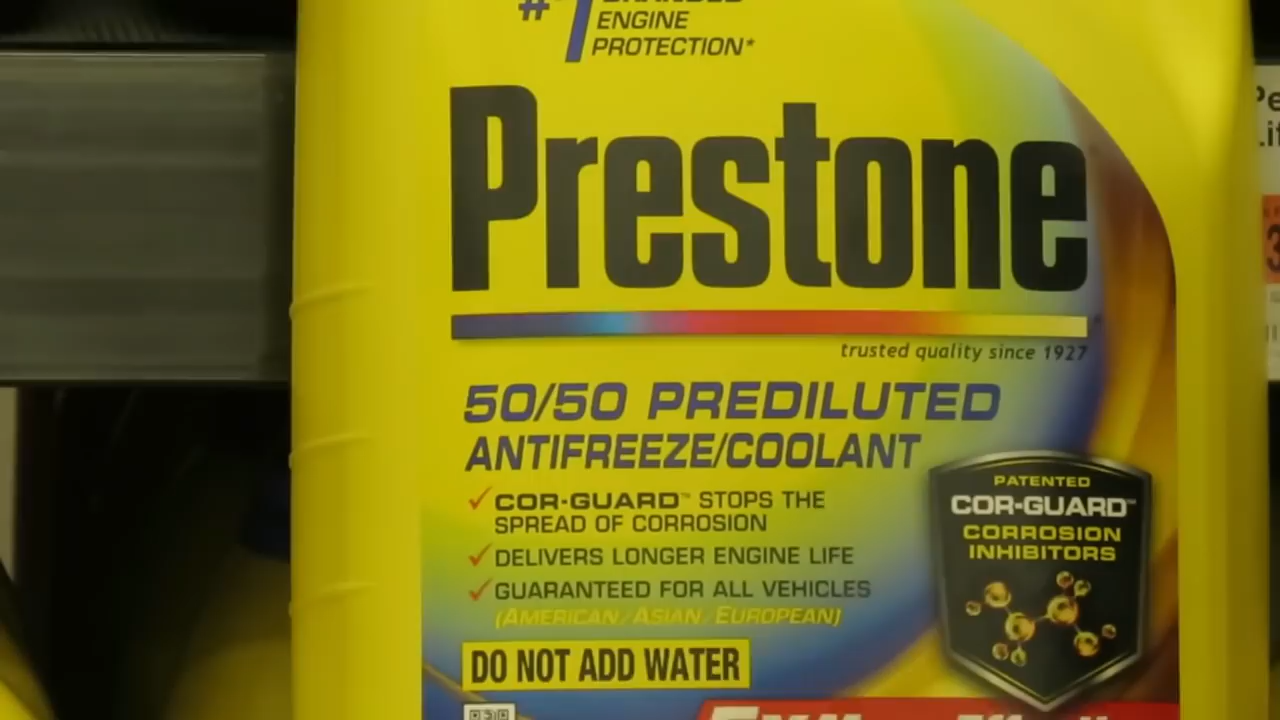 #1
ENGINE
PROTECTION*
Prestone
trusted quality since 1927
50/50 PREDILUTED
ANTIFREEZE/COOLANT
✓ COR-GUARD™ STOPS THE
SPREAD OF CORROSION
✓ DELIVERS LONGER ENGINE LIFE
✓ GUARANTEED FOR ALL VEHICLES
(AMERICAN/ASIAN/EUROPEAN)
DO NOT ADD WATER
PATENTED
COR-GUARD™
CORROSION
INHIBITORS